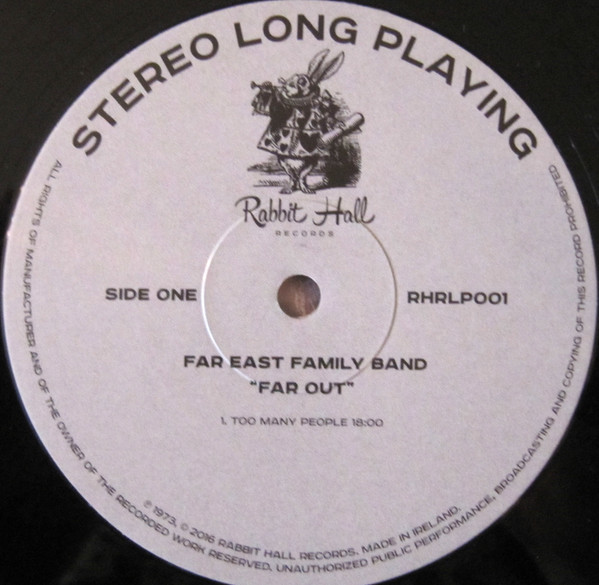 STEREO LONG PLAYING
Rabbit Hall
RECORDS
SIDE ONE
RHRLP001
FAR EAST FAMILY BAND
"FAR OUT"
1. TOO MANY PEOPLE 18:00
℗ 1973, © 2016 RABBIT HALL RECORDS, MADE IN IRELAND.
ALL RIGHTS OF MANUFACTURER AND OF THE OWNER OF THE RECORDED WORK RESERVED, UNAUTHORIZED PUBLIC PERFORMANCE, BROADCASTING AND COPYING OF THIS RECORD PROHIBITED